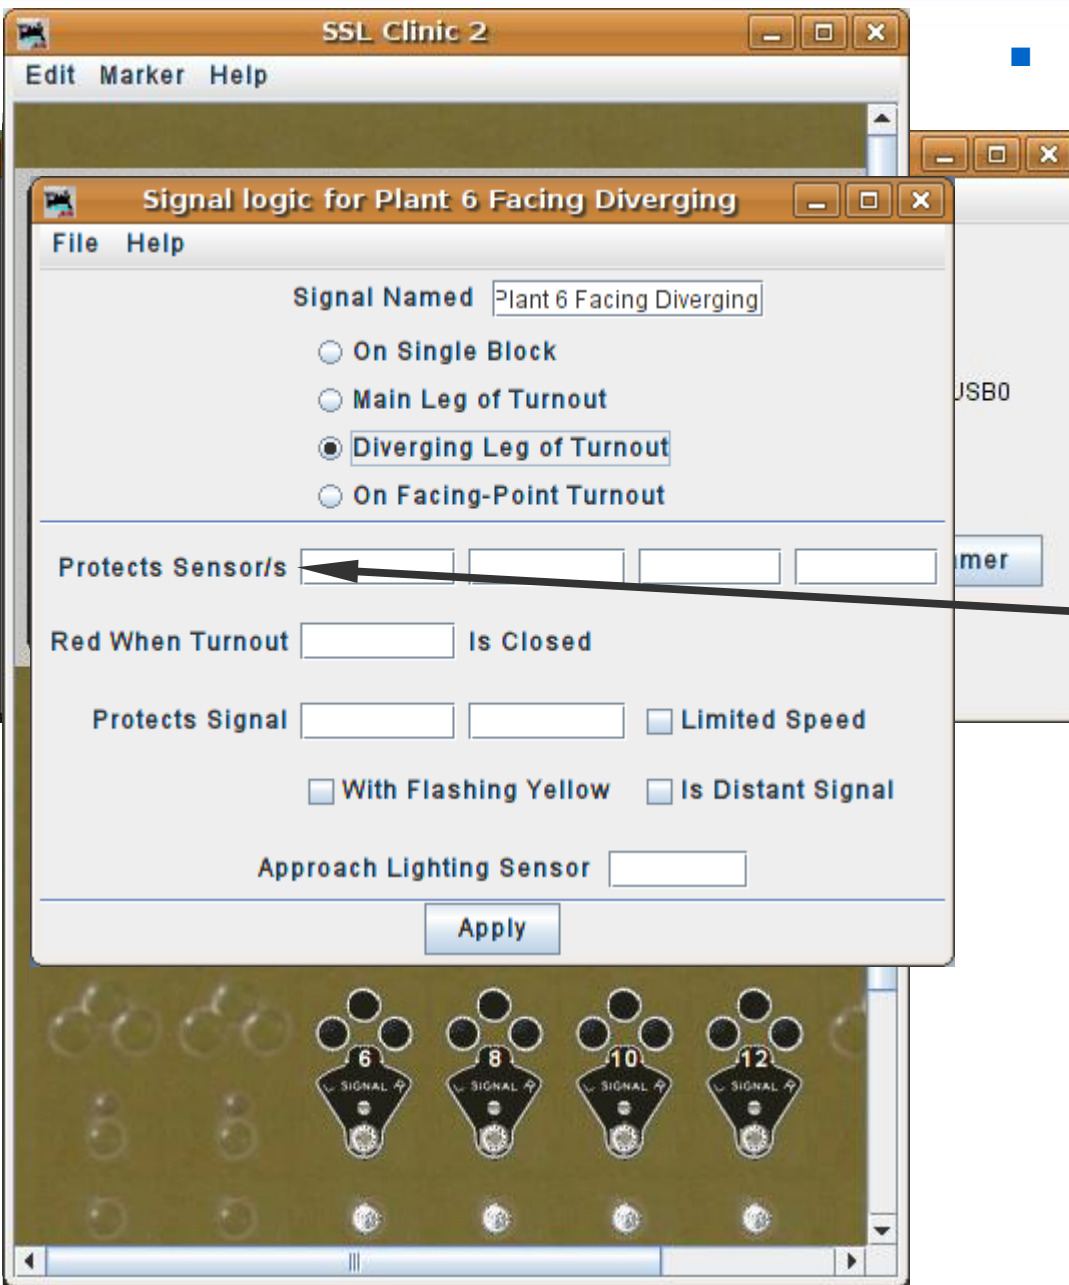 SSL Clinic 2
Edit Marker Help
Signal logic for Plant 6 Facing Diverging
File Help
Signal Named Plant 6 Facing Diverging
On Single Block
Main Leg of Turnout
Diverging Leg of Turnout
On Facing-Point Turnout
Protects Sensor/s
Red When Turnout Is Closed
Protects Signal Limited Speed
With Flashing Yellow Is Distant Signal
Approach Lighting Sensor
Apply
JSB0
mer
6 8 10 12
L SIGNAL R L SIGNAL R L SIGNAL R L SIGNAL R